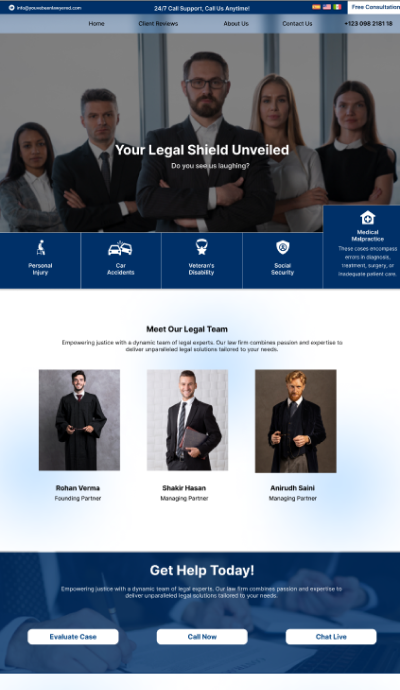 info@youvebeenlawyered.com
24/7 Call Support, Call Us Anytime!
Free Consultation
Home
Client Reviews
About Us
Contact Us
+123 098 2181 18
Your Legal Shield Unveiled
Do you see us laughing?
Personal
Injury
Car
Accidents
Veteran's
Disability
Social
Security
Medical
Malpractice
These cases encompass
errors in diagnosis,
treatment, surgery, or
inadequate patient care.
Meet Our Legal Team
Empowering justice with a dynamic team of legal experts. Our law firm combines passion and expertise to
deliver unparalleled legal solutions tailored to your needs.
Rohan Verma
Founding Partner
Shakir Hasan
Managing Partner
Anirudh Saini
Managing Partner
Get Help Today!
Empowering justice with a dynamic team of legal experts. Our law firm combines passion and expertise to
deliver unparalleled legal solutions tailored to your needs.
Evaluate Case
Call Now
Chat Live